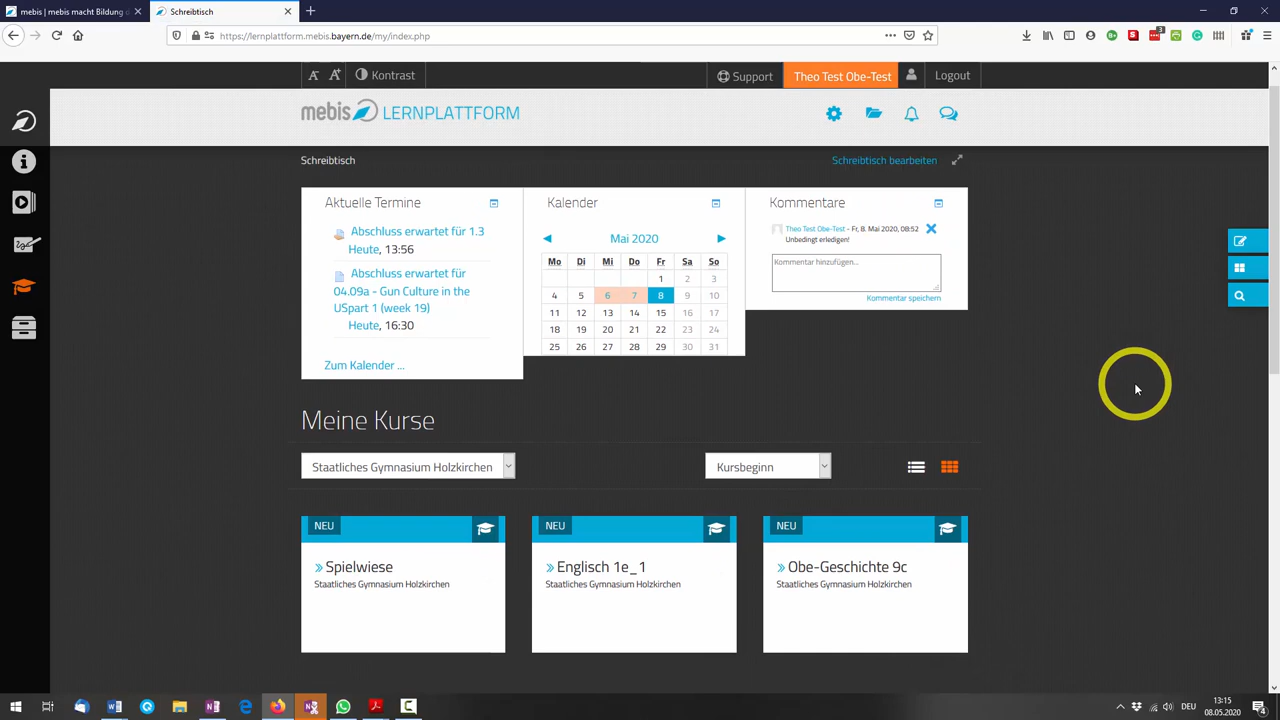 mebis | mebis macht Bildung d
Schreibtisch
https://lernplattform.mebis.bayern.de/my/index.php
A- A+ Kontrast
Support
Theo Test Obe-Test
Logout
mebis LERNPLATTFORM
Schreibtisch
Schreibtisch bearbeiten
Aktuelle Termine
Abschluss erwartet für 1.3
Heute, 13:56
Abschluss erwartet für
04.09a - Gun Culture in the
USpart 1 (week 19)
Heute, 16:30
Zum Kalender ...
Kalender
Mai 2020
Mo Di Mi Do Fr Sa So
1 2 3
4 5 6 7 8 9 10
11 12 13 14 15 16 17
18 19 20 21 22 23 24
25 26 27 28 29 30 31
Kommentare
Theo Test Obe-Test - Fr, 8. Mai 2020, 08:52
Unbedingt erledigen!
Kommentar hinzufügen...
Kommentar speichern
Meine Kurse
Staatliches Gymnasium Holzkirchen
Kursbeginn
NEU
Spielwiese
Staatliches Gymnasium Holzkirchen
NEU
Englisch 1e_1
Staatliches Gymnasium Holzkirchen
NEU
Obe-Geschichte 9c
Staatliches Gymnasium Holzkirchen
DEU
13:15
08.05.2020